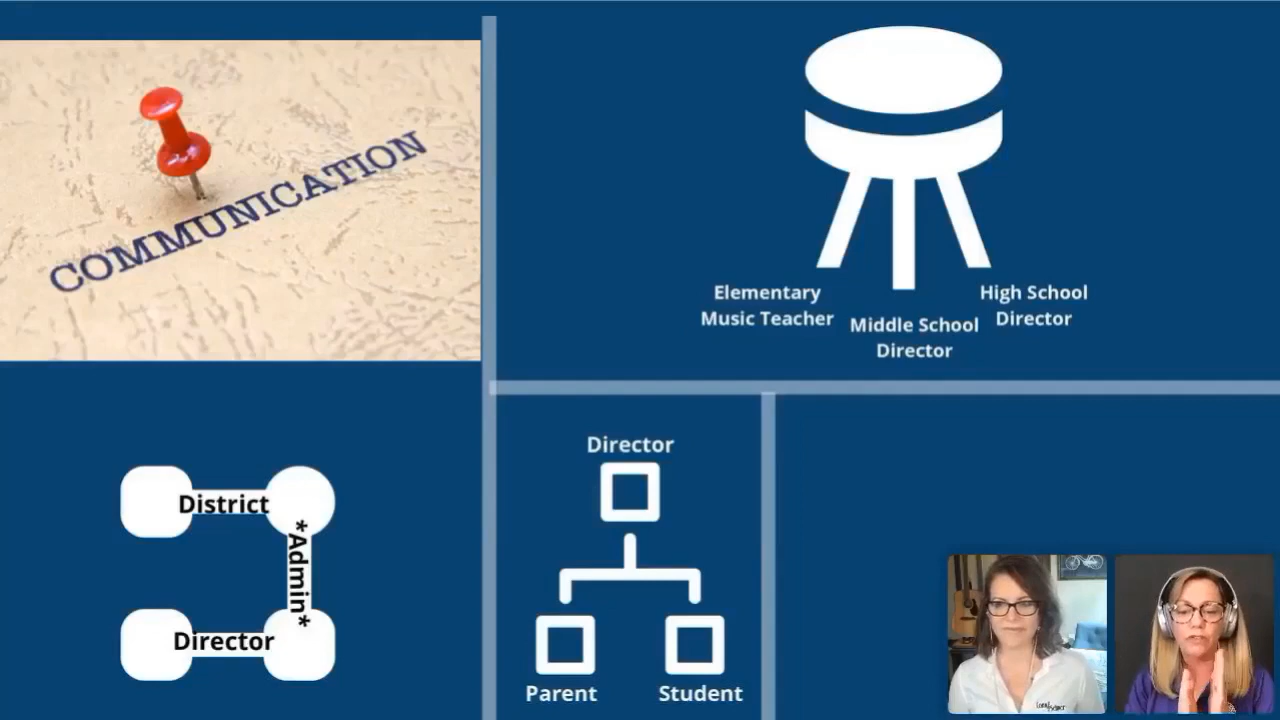 COMMUNICATION
Elementary
Music Teacher
Middle School
Director
High School
Director
District
*Admin*
Director
Director
Parent
Student